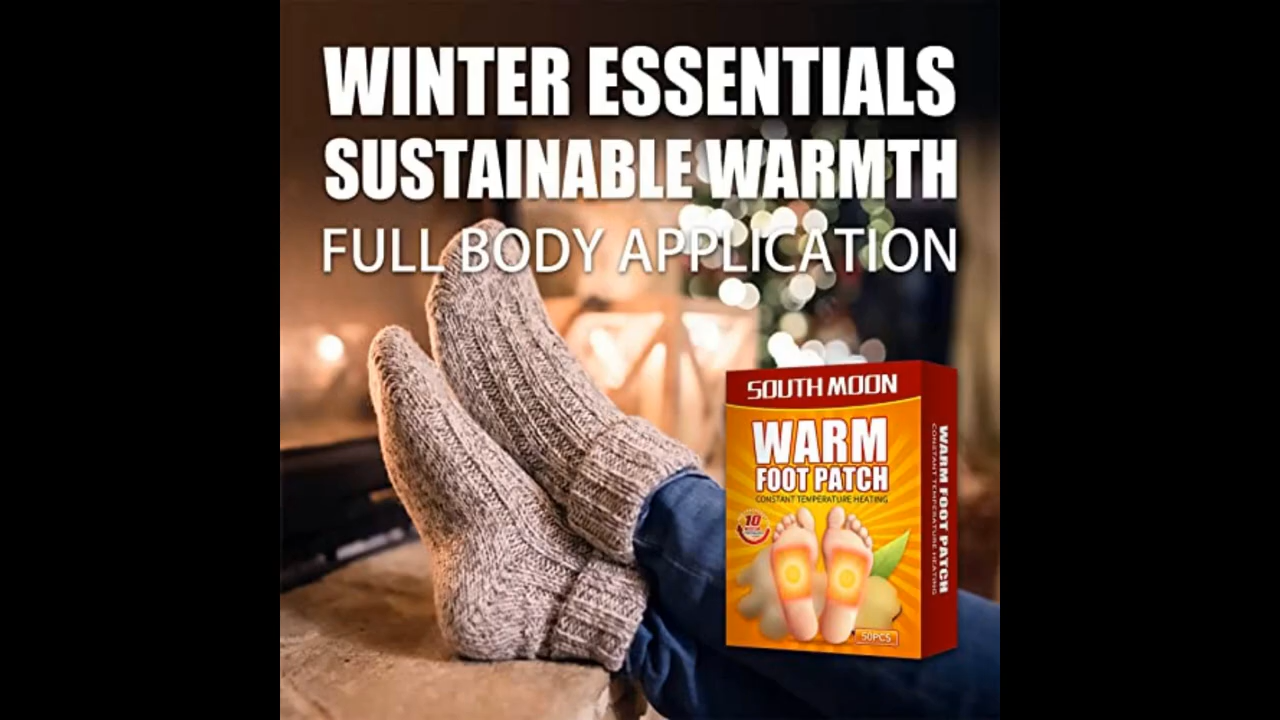 WINTER ESSENTIALS
SUSTAINABLE WARMTH
FULL BODY APPLICATION
SOUTH MOON
WARM
FOOT PATCH
CONSTANT TEMPERATURE HEATING
10
50PCS
WARM FOOT PATCH
CONSTANT TEMPERATURE HEATING